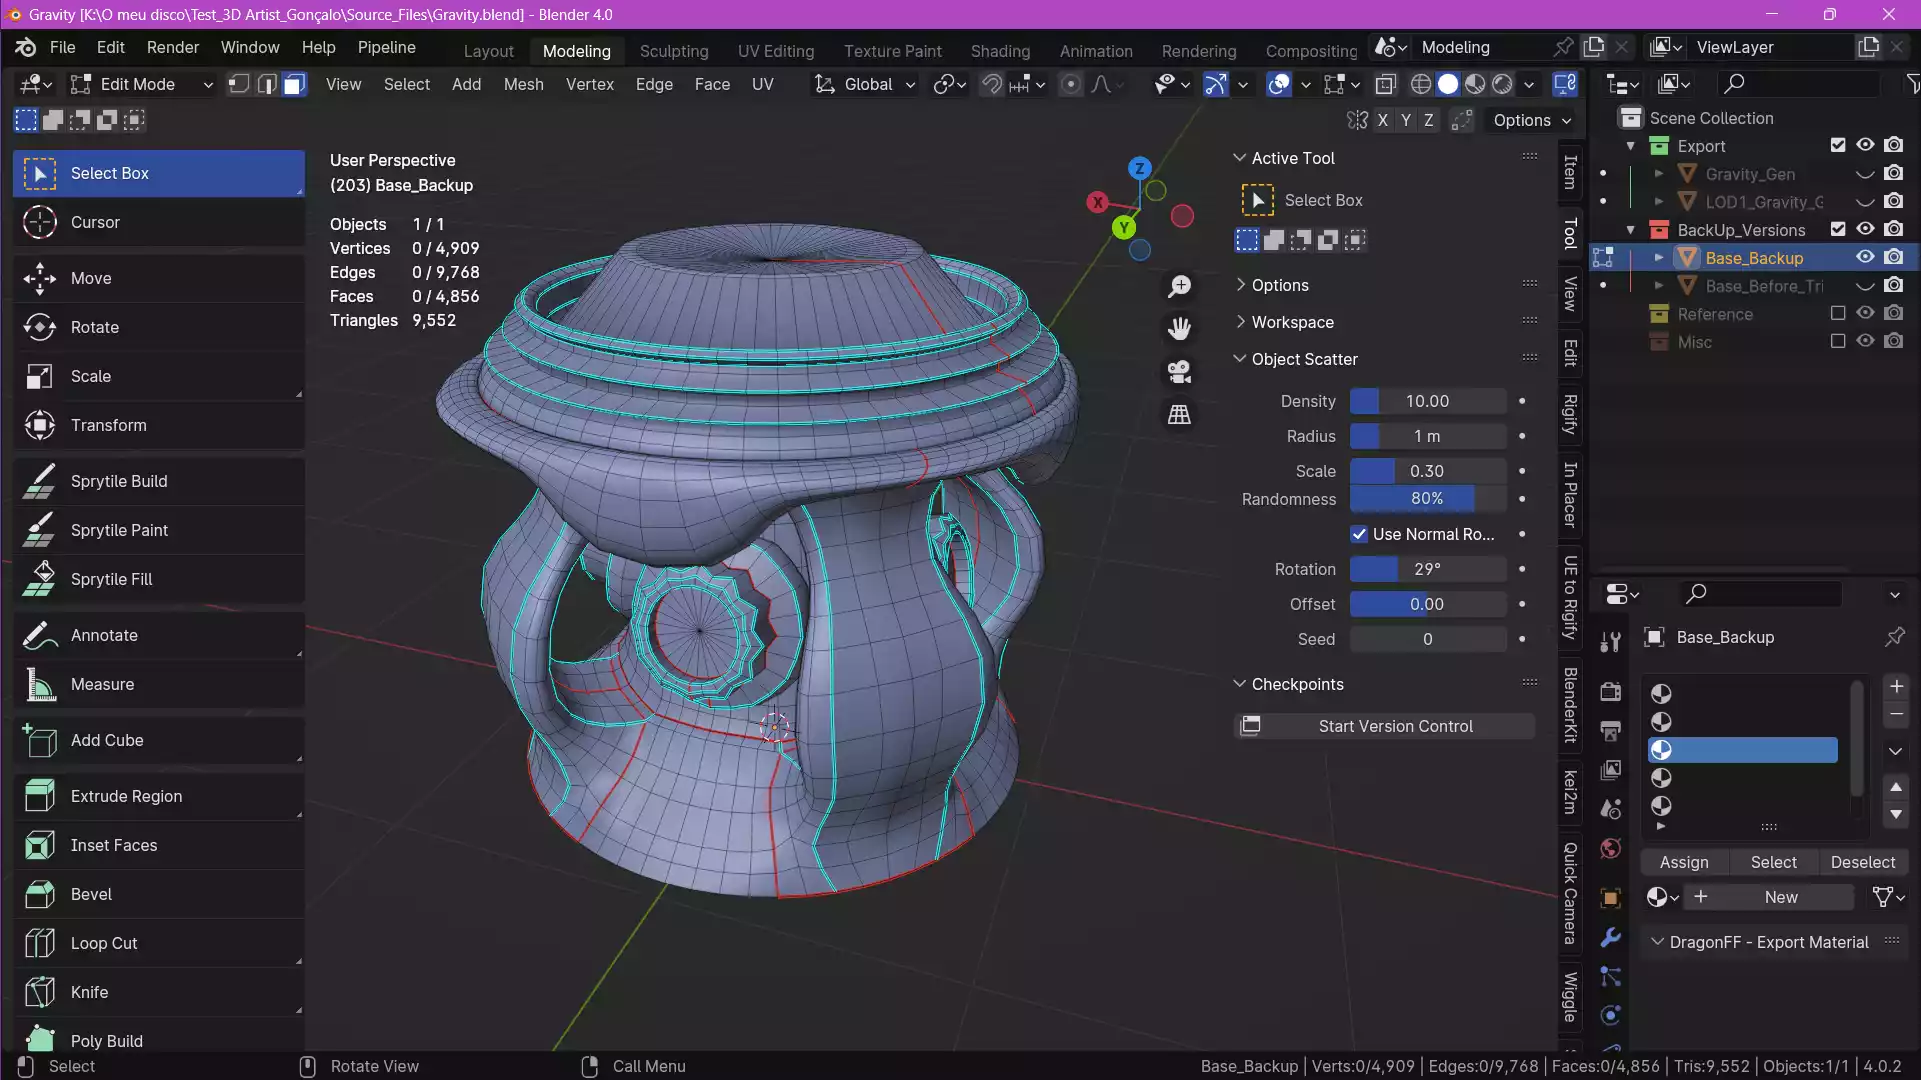 Gravity [K:\O meu disco\Test_3D Artist_Gonçalo\Source_Files\Gravity.blend] - Blender 4.0
File Edit Render Window Help Pipeline Layout Modeling Sculpting UV Editing Texture Paint Shading Animation Rendering Compositing Modeling ViewLayer
Edit Mode View Select Add Mesh Vertex Edge Face UV Global
X Y Z Options
Select Box
Cursor
Move
Rotate
Scale
Transform
Sprytile Build
Sprytile Paint
Sprytile Fill
Annotate
Measure
Add Cube
Extrude Region
Inset Faces
Bevel
Loop Cut
Knife
Poly Build
User Perspective
(203) Base_Backup
Objects 1 / 1
Vertices 0 / 4,909
Edges 0 / 9,768
Faces 0 / 4,856
Triangles 9,552
Z
X
Y
Active Tool
Select Box
Options
Workspace
Object Scatter
Density 10.00
Radius 1 m
Scale 0.30
Randomness 80%
Use Normal Ro...
Rotation 29°
Offset 0.00
Seed 0
Checkpoints
Start Version Control
Item
Tool
View
Edit
Rigify
In Placer
UE to Rigify
BlenderKit
kei2m
Quick Camera
Wiggle
Scene Collection
Export
Gravity_Gen
LOD1_Gravity_G
BackUp_Versions
Base_Backup
Base_Before_Tri
Reference
Misc
Base_Backup
Assign Select Deselect
New
DragonFF - Export Material
Select Rotate View Call Menu
Base_Backup | Verts:0/4,909 | Edges:0/9,768 | Faces:0/4,856 | Tris:9,552 | Objects:1/1 | 4.0.2